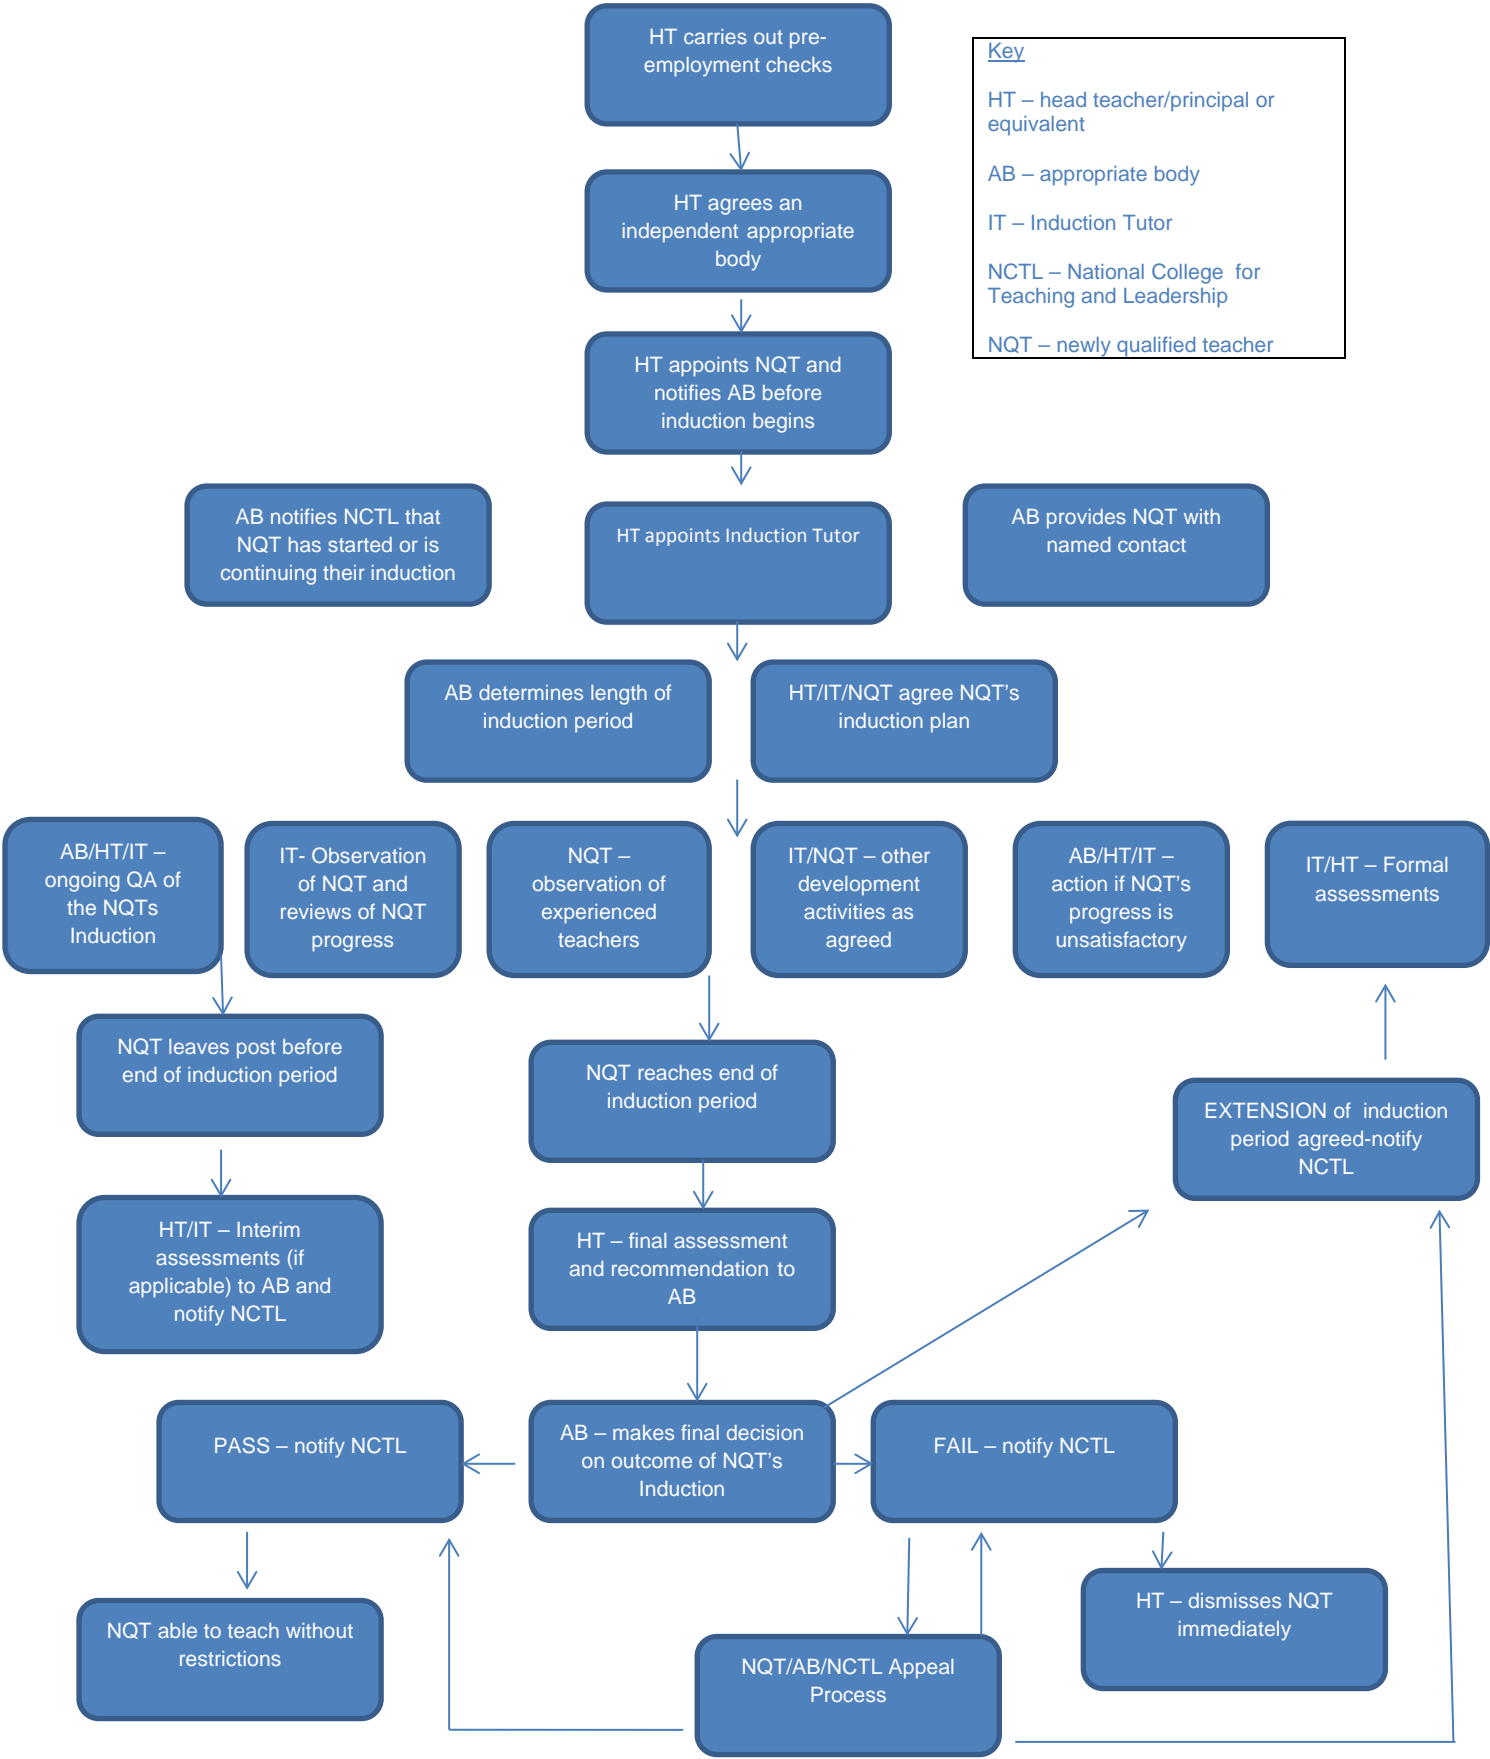 HT carries out pre-
employment checks
Key
HT – head teacher/principal or
equivalent
AB – appropriate body
IT – Induction Tutor
NCTL – National College  for
Teaching and Leadership
NQT – newly qualified teacher
HT agrees an
independent appropriate
body
HT appoints NQT and
notifies AB before
induction begins
AB notifies NCTL that
NQT has started or is
continuing their induction
HT appoints Induction Tutor
AB provides NQT with
named contact
AB determines length of
induction period
HT/IT/NQT agree NQT’s
induction plan
AB/HT/IT –
ongoing QA of
the NQTs
Induction
IT- Observation
of NQT and
reviews of NQT
progress
NQT –
observation of
experienced
teachers
IT/NQT – other
development
activities as
agreed
AB/HT/IT –
action if NQT’s
progress is
unsatisfactory
IT/HT – Formal
assessments
NQT leaves post before
end of induction period
NQT reaches end of
induction period
EXTENSION of  induction
period agreed-notify
NCTL
HT/IT – Interim
assessments (if
applicable) to AB and
notify NCTL
HT – final assessment
and recommendation to
AB
PASS – notify NCTL
AB – makes final decision
on outcome of NQT’s
Induction
FAIL – notify NCTL
NQT able to teach without
restrictions
HT – dismisses NQT
immediately
NQT/AB/NCTL Appeal
Process